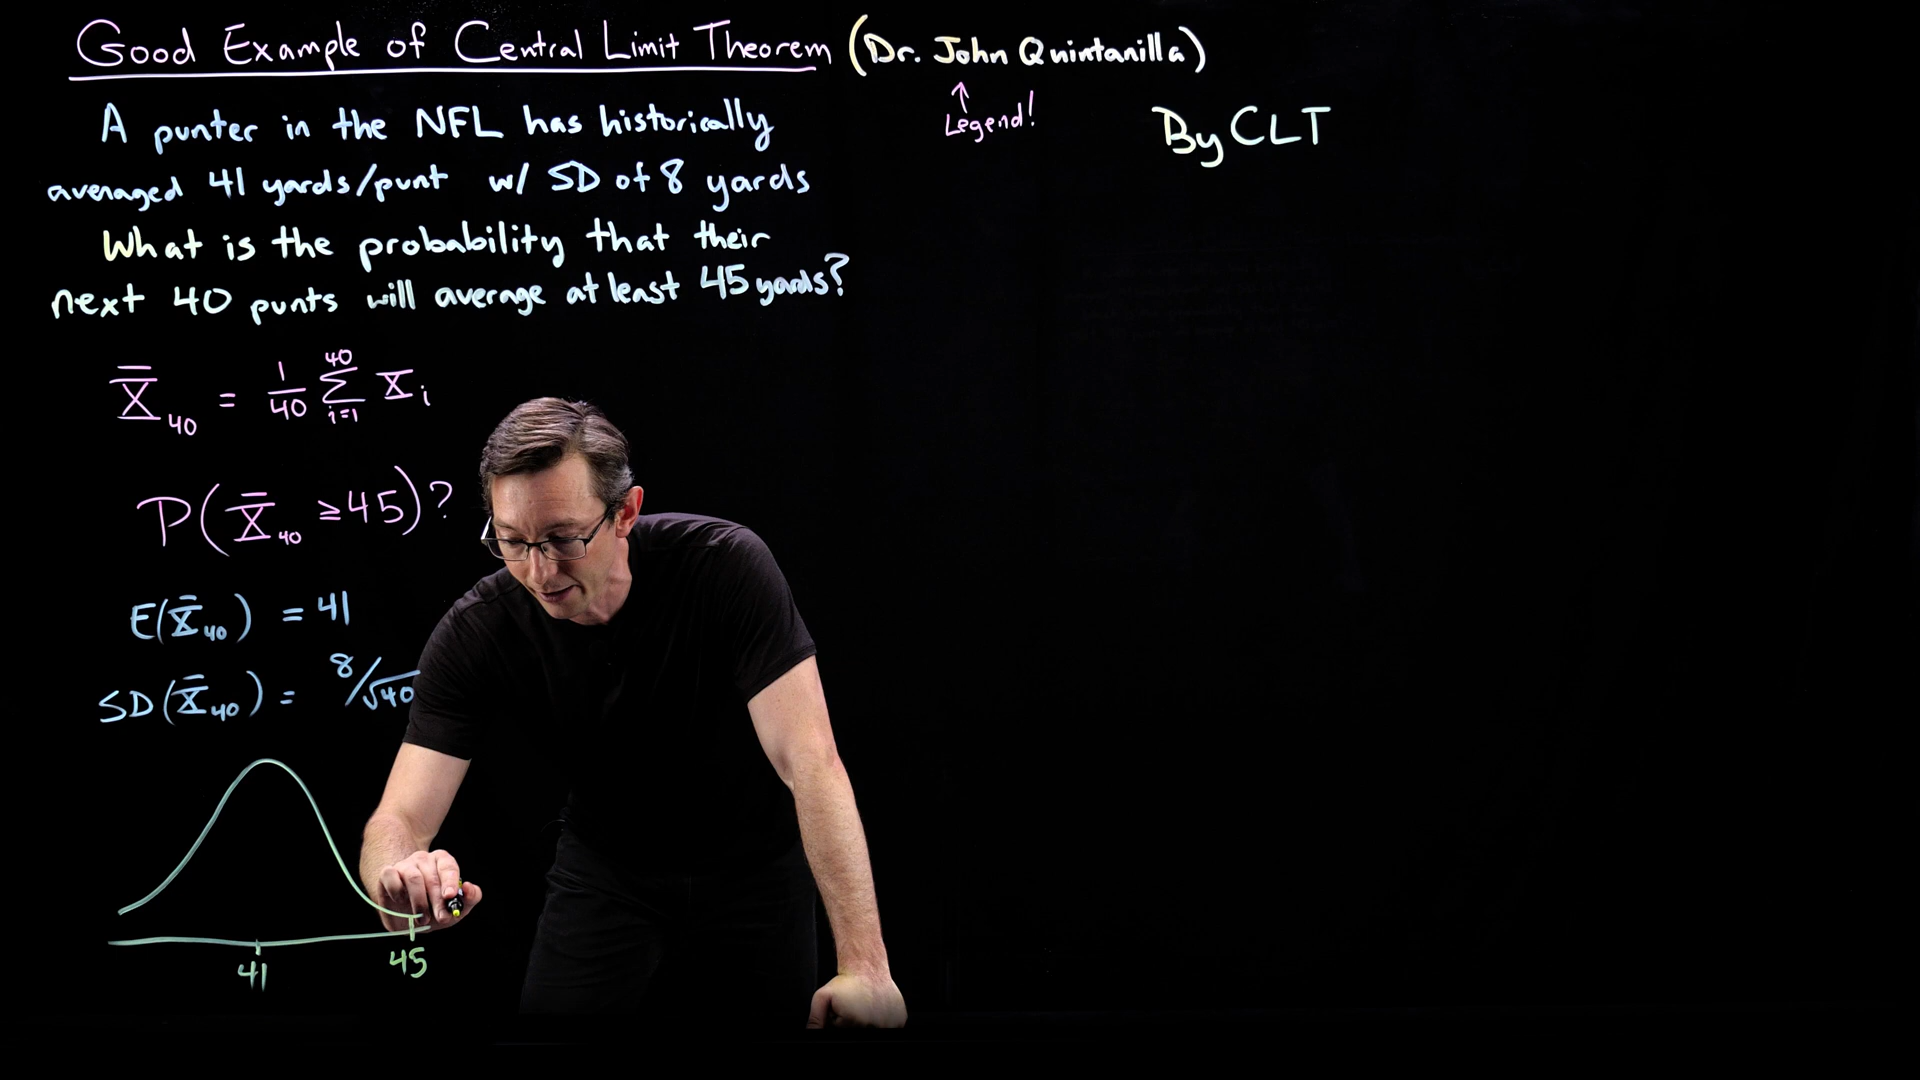 Good Example of Central Limit Theorem (Dr. John Quintanilla)
↑
Legend!
A punter in the NFL has historically
averaged 41 yards/punt w/ SD of 8 yards
What is the probability that their
next 40 punts will average at least 45 yards?
X̿₄₀ = 1/40 ∑_{i=1}^{40} X_i
P(X̿₄₀ ≥ 45)?
E(X̿₄₀) = 41
SD(X̿₄₀) = 8/√40
41 45
By CLT